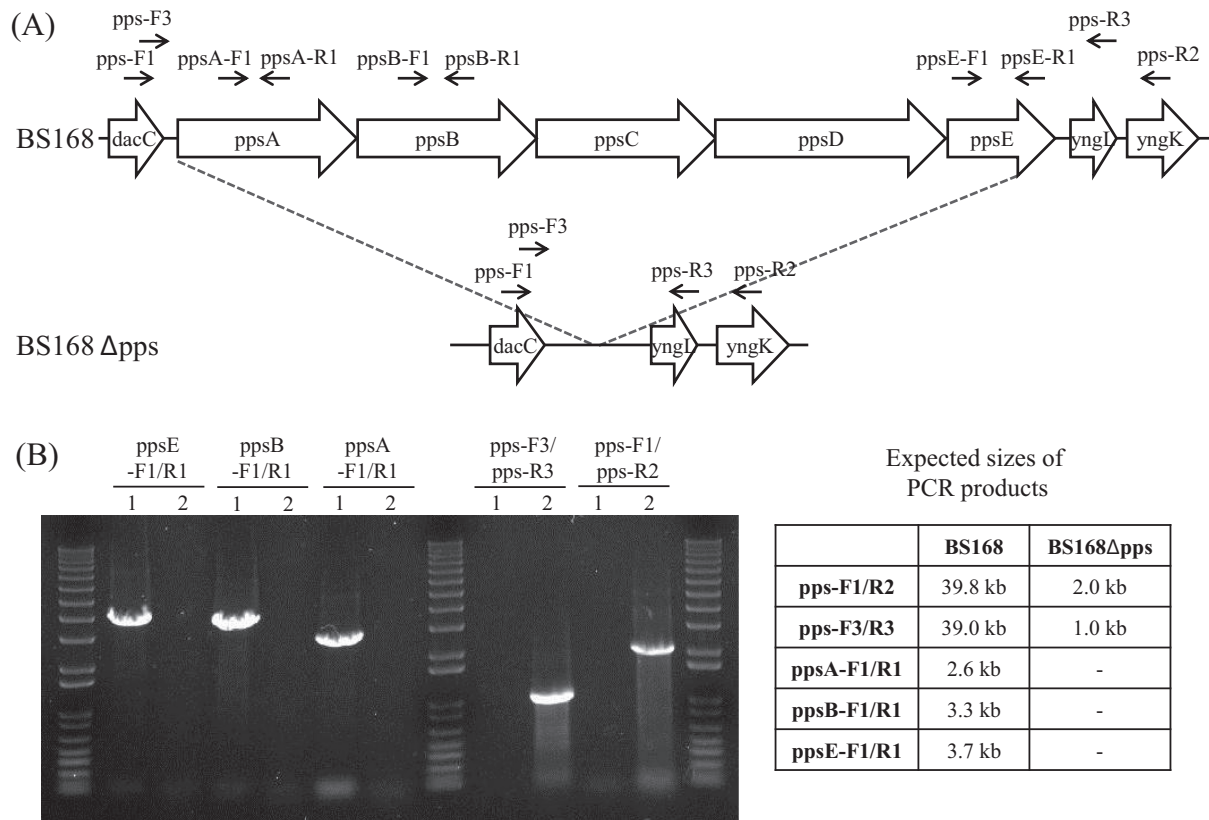 (A)
pps-F3
pps-R3
pps-F1 ppsA-F1 ppsA-R1 ppsB-F1 ppsB-R1 ppsE-F1 ppsE-R1 pps-R2
BS168 dacC ppsA ppsB ppsC ppsD ppsE yngL yngK
pps-F3
pps-F1 pps-R3 pps-R2
BS168 Δpps dacC yngL yngK
(B)
ppsE
-F1/R1
ppsB
-F1/R1
ppsA
-F1/R1
pps-F3/
pps-R3
pps-F1/
pps-R2
1 2 1 2 1 2 1 2 1 2
Expected sizes of
PCR products
BS168 BS168Δpps
pps-F1/R2 39.8 kb 2.0 kb
pps-F3/R3 39.0 kb 1.0 kb
ppsA-F1/R1 2.6 kb -
ppsB-F1/R1 3.3 kb -
ppsE-F1/R1 3.7 kb -